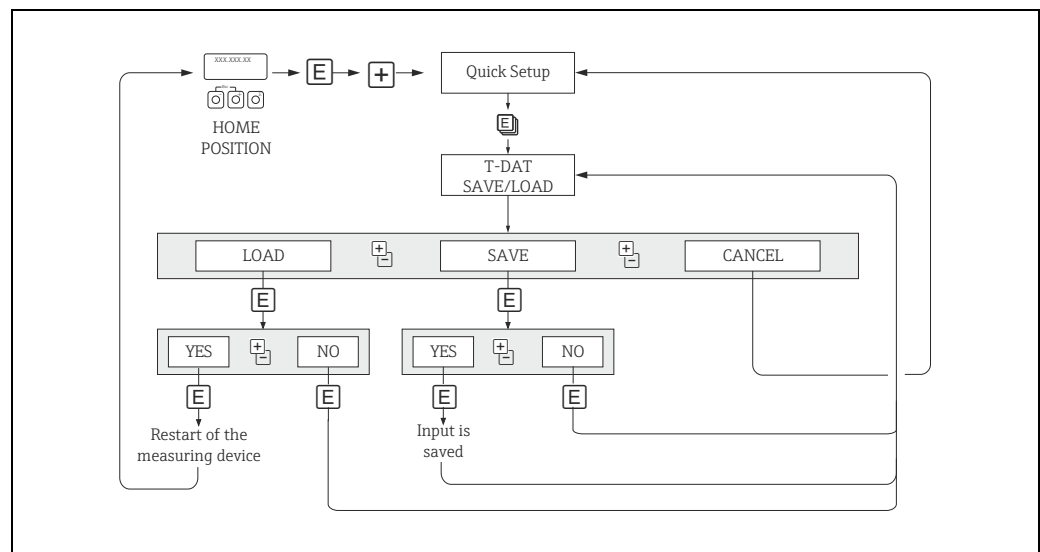 XXX.XXX.XX
E
+
Quick Setup
Esc
- + E
HOME
POSITION
E
T-DAT
SAVE/LOAD
LOAD
+
-
SAVE
+
-
CANCEL
E
E
YES
+
-
NO
YES
+
-
NO
E
E
E
E
Restart of the
measuring device
Input is
saved